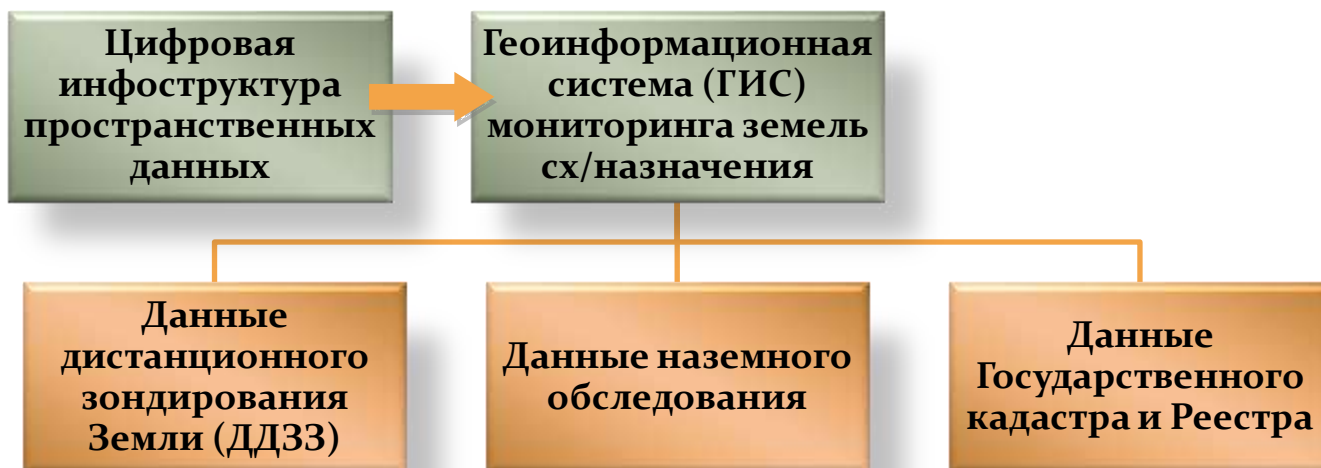 Цифровая
инфоструктура
пространственных
данных
Геоинформационная
система (ГИС)
мониторинга земель
сх/назначения
Данные
дистанционного
зондирования
Земли (ДДЗЗ)
Данные наземного
обследования
Данные
Государственного
кадастра и Реестра